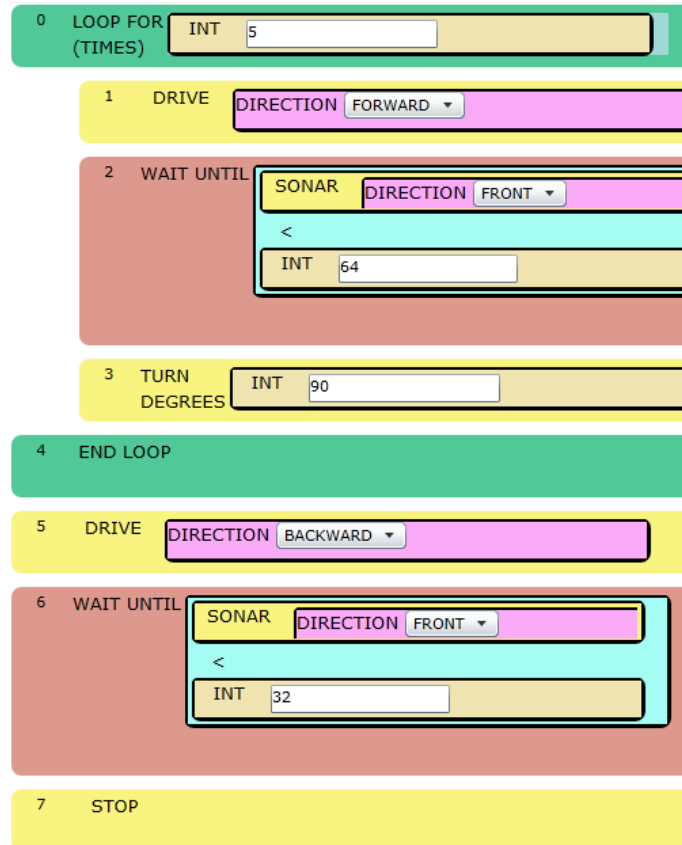 0 LOOP FOR INT 5
(TIMES)
1 DRIVE DIRECTION FORWARD
2 WAIT UNTIL SONAR DIRECTION FRONT
<
INT 64
3 TURN INT 90
DEGREES
4 END LOOP
5 DRIVE DIRECTION BACKWARD
6 WAIT UNTIL SONAR DIRECTION FRONT
<
INT 32
7 STOP